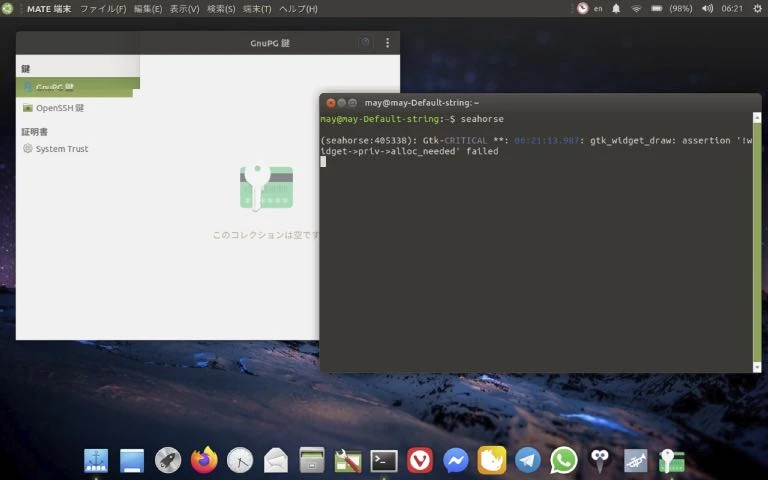 MATE 端末 ファイル(F) 編集(E) 表示(V) 検索(S) 端末(T) ヘルプ(H) en (98%) 06:21
GnuPG 鍵
鍵
GnuPG 鍵
OpenSSH 鍵
証明書
System Trust
このコレクションは空です
may@may-Default-string: ~
may@may-Default-string:~$ seahorse
(seahorse:405338): Gtk-CRITICAL **: 06:21:13.987: gtk_widget_draw: assertion '!w
idget->priv->alloc_needed' failed